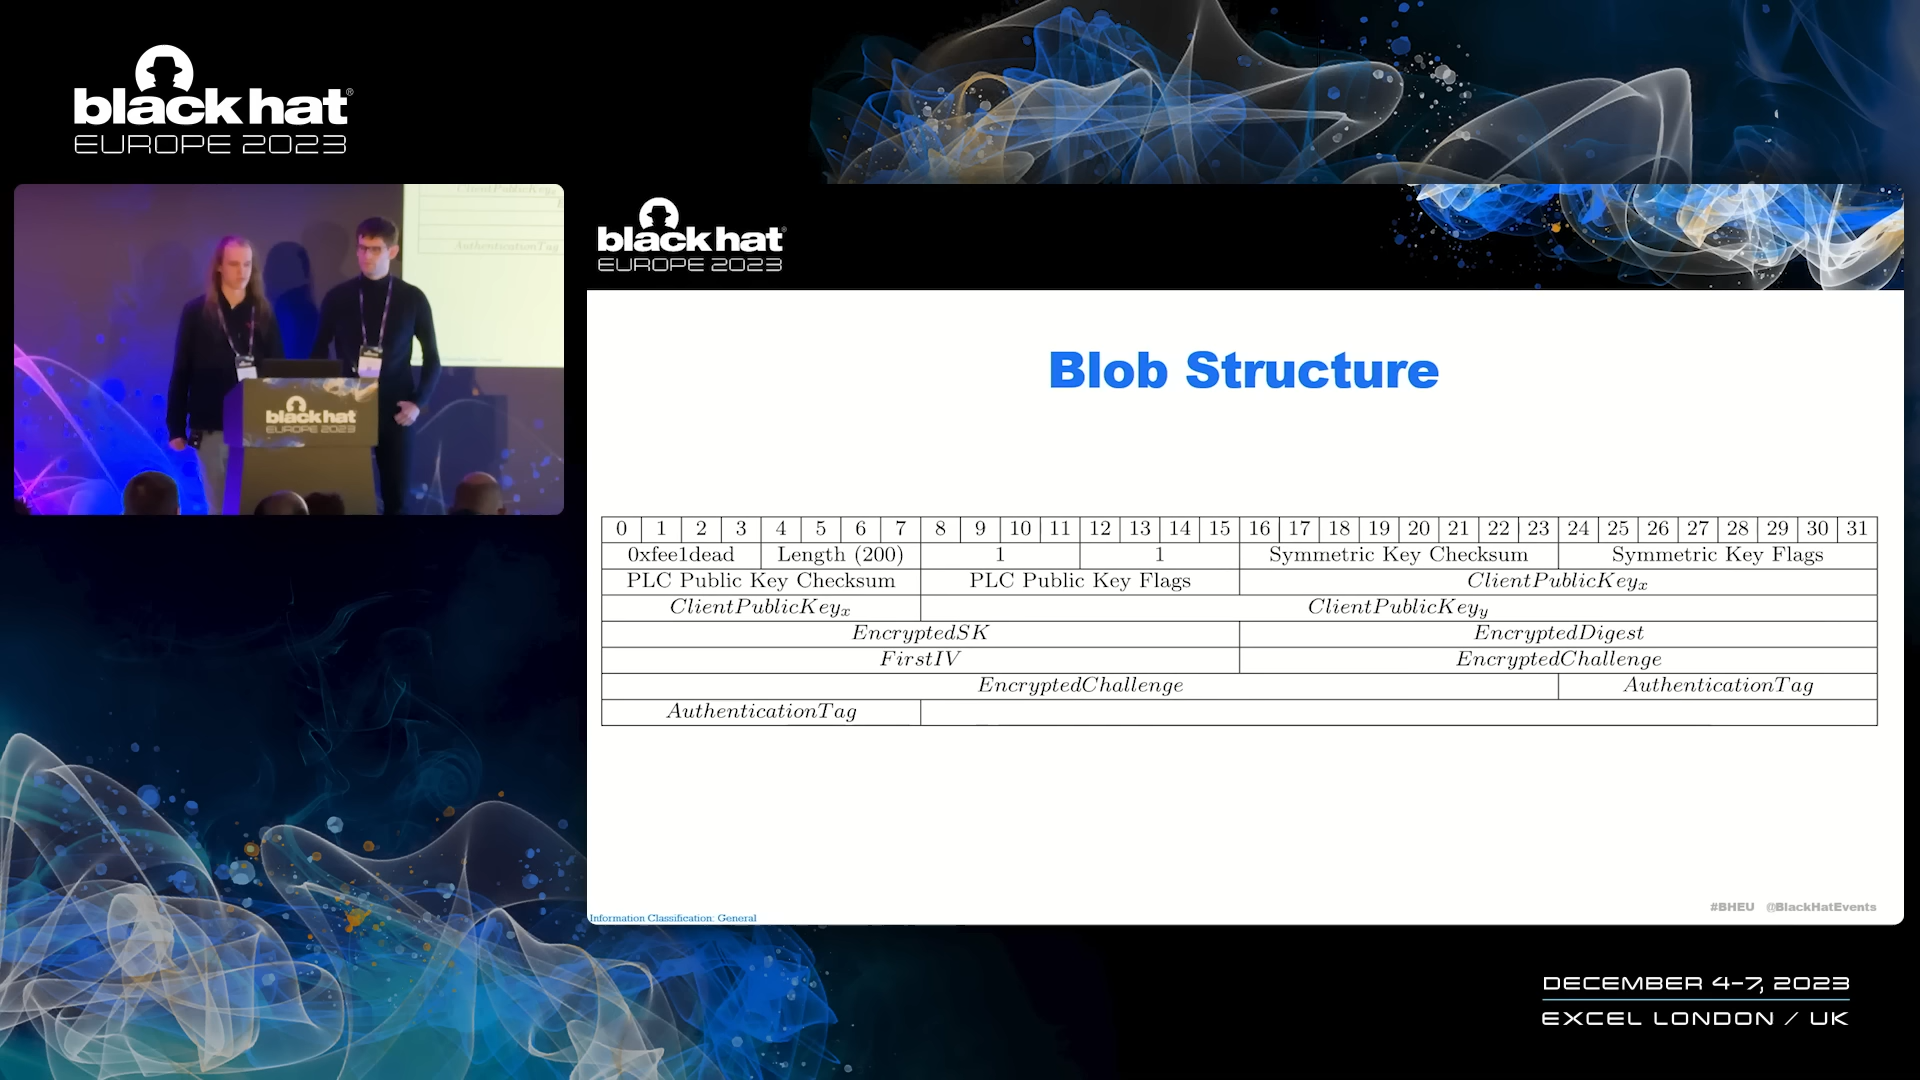 black hat®
EUROPE 2023
ClientPublicKey
AuthenticationTag
black hat
EUROPE 2023
black hat®
EUROPE 2023
Blob Structure
0 1 2 3 4 5 6 7 8 9 10 11 12 13 14 15 16 17 18 19 20 21 22 23 24 25 26 27 28 29 30 31
0xfee1dead Length (200) 1 1 Symmetric Key Checksum Symmetric Key Flags
PLC Public Key Checksum PLC Public Key Flags ClientPublicKeyx
ClientPublicKeyx ClientPublicKeyy
EncryptedSK EncryptedDigest
FirstIV EncryptedChallenge
EncryptedChallenge AuthenticationTag
AuthenticationTag
Information Classification: General
#BHEU @BlackHatEvents
DECEMBER 4-7, 2023
EXCEL LONDON / UK